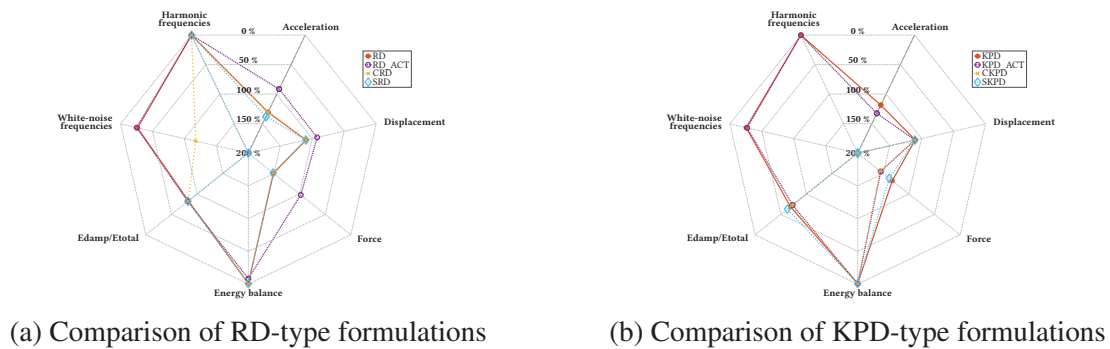 Harmonic
frequencies
Acceleration
0 %
50 %
100 %
150 %
200 %
Displacement
White-noise
frequencies
Edamp/Etotal
Force
Energy balance
RD
RD_ACT
CRD
SRD
(a) Comparison of RD-type formulations
Harmonic
frequencies
Acceleration
0 %
50 %
100 %
150 %
200 %
Displacement
White-noise
frequencies
Edamp/Etotal
Force
Energy balance
KPD
KPD_ACT
CKPD
SKPD
(b) Comparison of KPD-type formulations